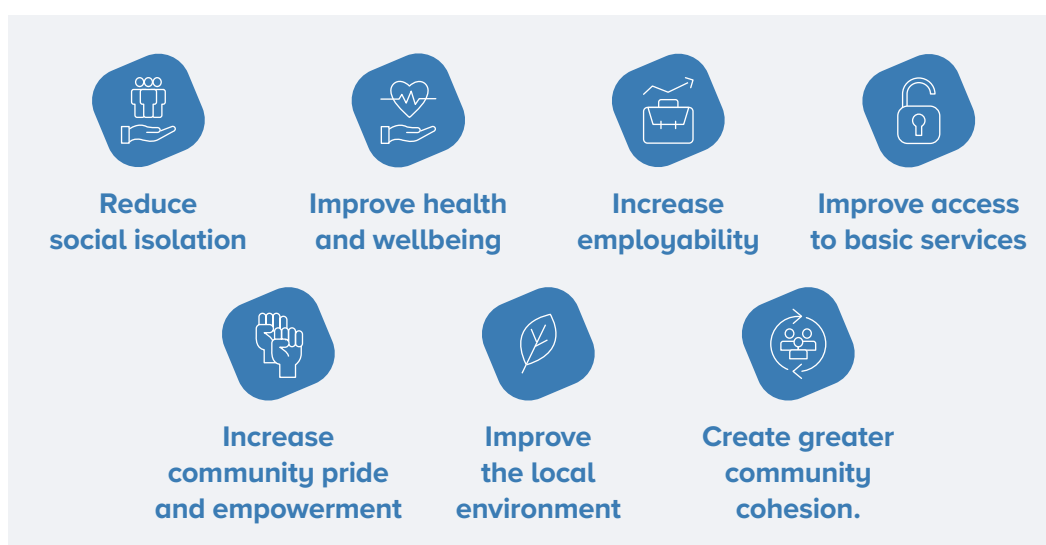 Reduce
social isolation
Improve health
and wellbeing
Increase
employability
Improve access
to basic services
Increase
community pride
and empowerment
Improve
the local
environment
Create greater
community
cohesion.